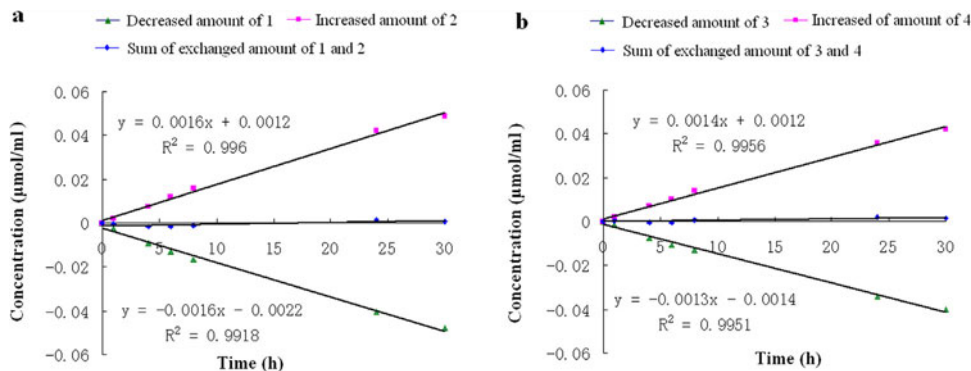 a
Decreased amount of 1
Increased amount of 2
Sum of exchanged amount of 1 and 2
0.06
0.04
0.02
0
-0.02
-0.04
-0.06
0 5 10 15 20 25 30
y = 0.0016x + 0.0012
R² = 0.996
y = -0.0016x - 0.0022
R² = 0.9918
Concentration (μmol/ml)
Time (h)
b
Decreased amount of 3
Increased of amount of 4
Sum of exchanged amount of 3 and 4
0.06
0.04
0.02
0
-0.02
-0.04
-0.06
0 5 10 15 20 25 30
y = 0.0014x + 0.0012
R² = 0.9956
y = -0.0013x - 0.0014
R² = 0.9951
Concentration (μmol/ml)
Time (h)